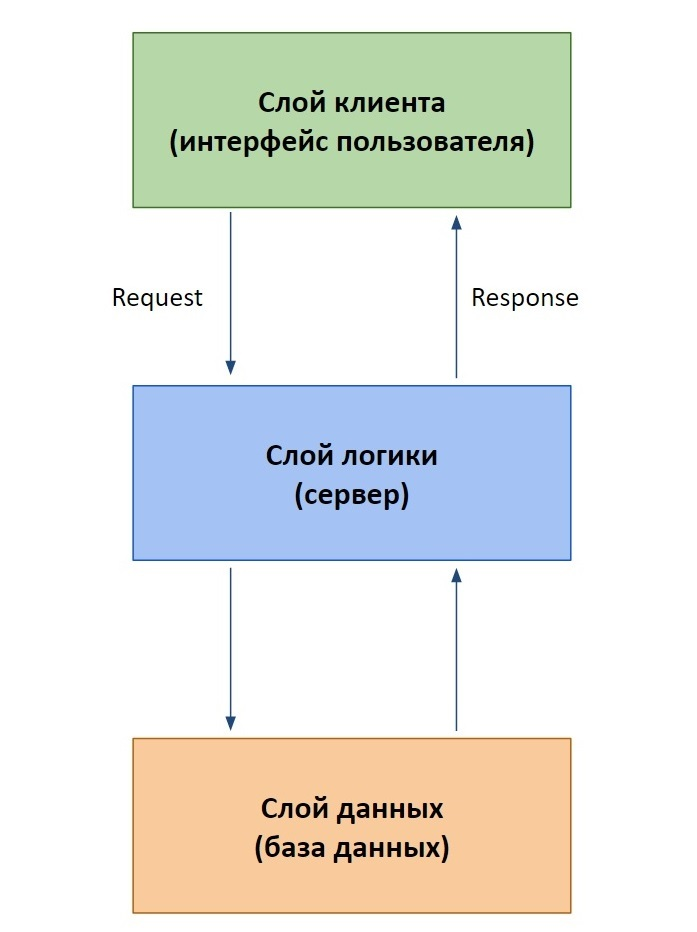 Слой клиента
(интерфейс пользователя)
Request
Response
Слой логики
(сервер)
Слой данных
(база данных)